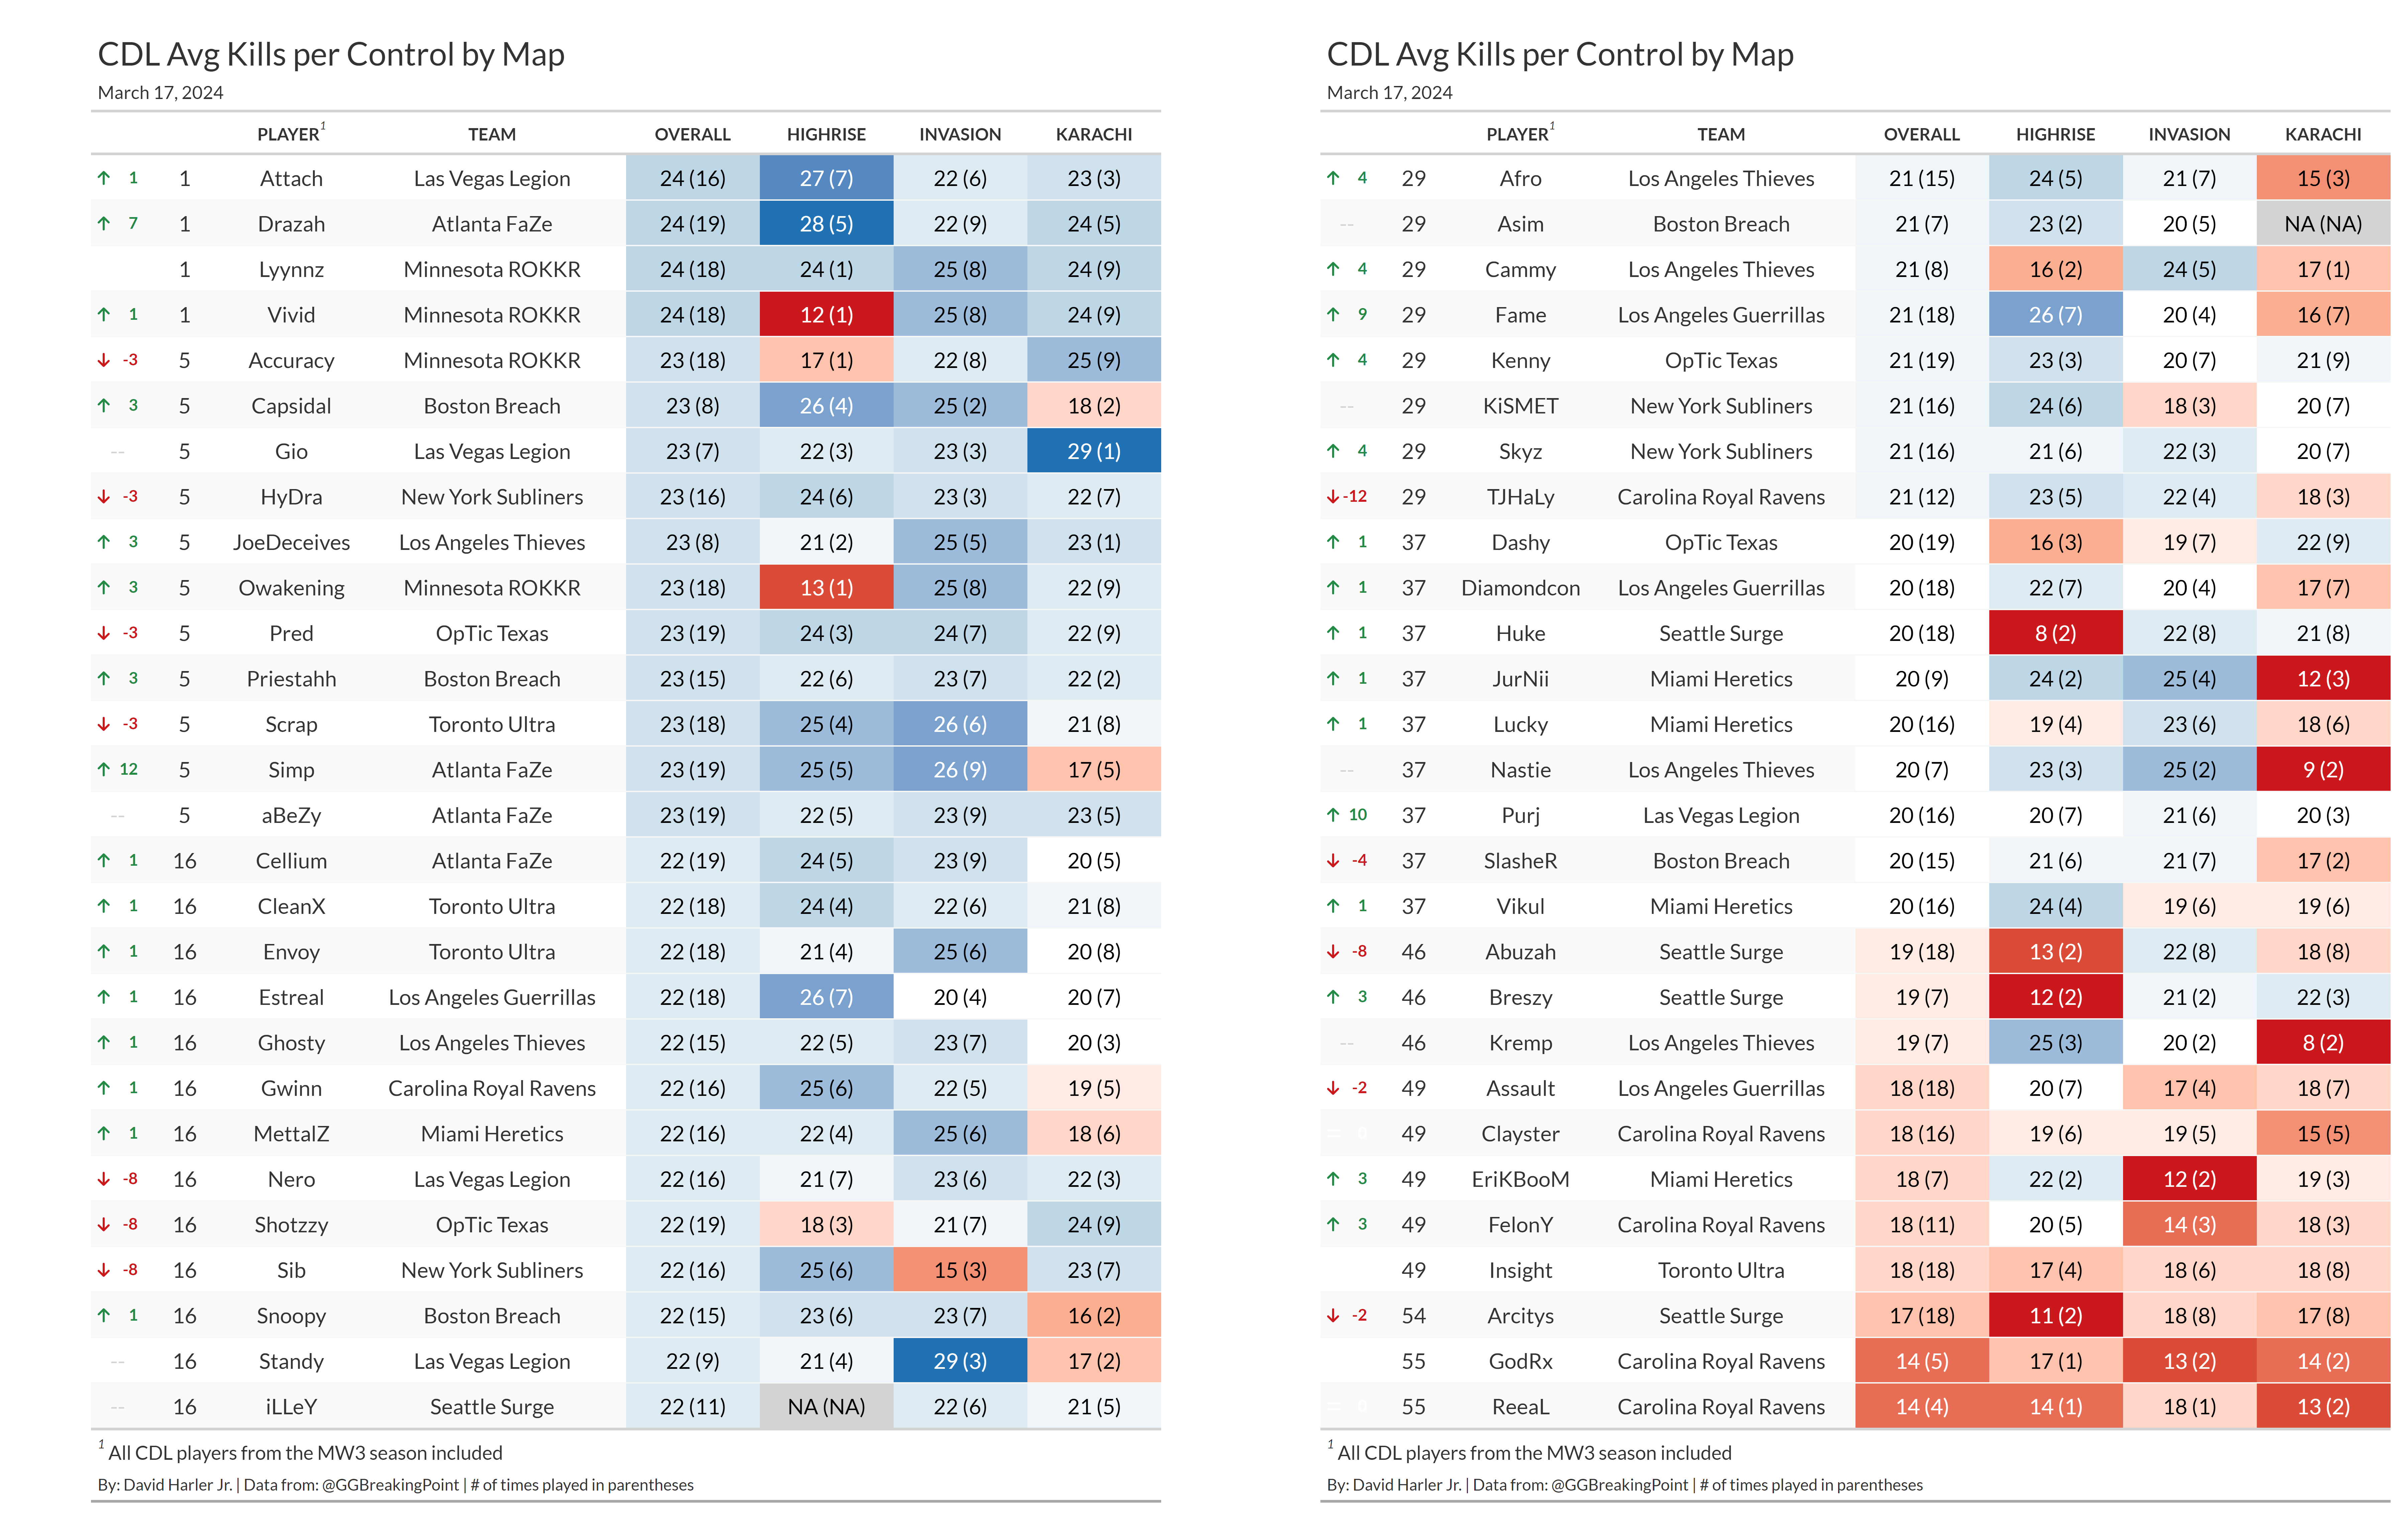 CDL Avg Kills per Control by Map
March 17, 2024
PLAYER1 TEAM OVERALL HIGHRISE INVASION KARACHI
↑ 1 1 Attach Las Vegas Legion 24 (16) 27 (7) 22 (6) 23 (3)
↑ 7 1 Drazah Atlanta FaZe 24 (19) 28 (5) 22 (9) 24 (5)
1 Lyynnz Minnesota ROKKR 24 (18) 24 (1) 25 (8) 24 (9)
↑ 1 1 Vivid Minnesota ROKKR 24 (18) 12 (1) 25 (8) 24 (9)
↓ -3 5 Accuracy Minnesota ROKKR 23 (18) 17 (1) 22 (8) 25 (9)
↑ 3 5 Capsidal Boston Breach 23 (8) 26 (4) 25 (2) 18 (2)
-- 5 Gio Las Vegas Legion 23 (7) 22 (3) 23 (3) 29 (1)
↓ -3 5 HyDra New York Subliners 23 (16) 24 (6) 23 (3) 22 (7)
↑ 3 5 JoeDeceives Los Angeles Thieves 23 (8) 21 (2) 25 (5) 23 (1)
↑ 3 5 Owakening Minnesota ROKKR 23 (18) 13 (1) 25 (8) 22 (9)
↓ -3 5 Pred OpTic Texas 23 (19) 24 (3) 24 (7) 22 (9)
↑ 3 5 Priestahh Boston Breach 23 (15) 22 (6) 23 (7) 22 (2)
↓ -3 5 Scrap Toronto Ultra 23 (18) 25 (4) 26 (6) 21 (8)
↑ 12 5 Simp Atlanta FaZe 23 (19) 25 (5) 26 (9) 17 (5)
-- 5 aBeZy Atlanta FaZe 23 (19) 22 (5) 23 (9) 23 (5)
↑ 1 16 Cellium Atlanta FaZe 22 (19) 24 (5) 23 (9) 20 (5)
↑ 1 16 CleanX Toronto Ultra 22 (18) 24 (4) 22 (6) 21 (8)
↑ 1 16 Envoy Toronto Ultra 22 (18) 21 (4) 25 (6) 20 (8)
↑ 1 16 Estreal Los Angeles Guerrillas 22 (18) 26 (7) 20 (4) 20 (7)
↑ 1 16 Ghosty Los Angeles Thieves 22 (15) 22 (5) 23 (7) 20 (3)
↑ 1 16 Gwinn Carolina Royal Ravens 22 (16) 25 (6) 22 (5) 19 (5)
↑ 1 16 MettalZ Miami Heretics 22 (16) 22 (4) 25 (6) 18 (6)
↓ -8 16 Nero Las Vegas Legion 22 (16) 21 (7) 23 (6) 22 (3)
↓ -8 16 Shotzzy OpTic Texas 22 (19) 18 (3) 21 (7) 24 (9)
↓ -8 16 Sib New York Subliners 22 (16) 25 (6) 15 (3) 23 (7)
↑ 1 16 Snoopy Boston Breach 22 (15) 23 (6) 23 (7) 16 (2)
-- 16 Standy Las Vegas Legion 22 (9) 21 (4) 29 (3) 17 (2)
-- 16 iLLeY Seattle Surge 22 (11) NA (NA) 22 (6) 21 (5)
1 All CDL players from the MW3 season included
By: David Harler Jr. | Data from: @GGBreakingPoint | # of times played in parentheses
CDL Avg Kills per Control by Map
March 17, 2024
PLAYER1 TEAM OVERALL HIGHRISE INVASION KARACHI
↑ 4 29 Afro Los Angeles Thieves 21 (15) 24 (5) 21 (7) 15 (3)
-- 29 Asim Boston Breach 21 (7) 23 (2) 20 (5) NA (NA)
↑ 4 29 Cammy Los Angeles Thieves 21 (8) 16 (2) 24 (5) 17 (1)
↑ 9 29 Fame Los Angeles Guerrillas 21 (18) 26 (7) 20 (4) 16 (7)
↑ 4 29 Kenny OpTic Texas 21 (19) 23 (3) 20 (7) 21 (9)
-- 29 KiSMET New York Subliners 21 (16) 24 (6) 18 (3) 20 (7)
↑ 4 29 Skyz New York Subliners 21 (16) 21 (6) 22 (3) 20 (7)
↓ -12 29 TJHaLy Carolina Royal Ravens 21 (12) 23 (5) 22 (4) 18 (3)
↑ 1 37 Dashy OpTic Texas 20 (19) 16 (3) 19 (7) 22 (9)
↑ 1 37 Diamondcon Los Angeles Guerrillas 20 (18) 22 (7) 20 (4) 17 (7)
↑ 1 37 Huke Seattle Surge 20 (18) 8 (2) 22 (8) 21 (8)
↑ 1 37 JurNii Miami Heretics 20 (9) 24 (2) 25 (4) 12 (3)
↑ 1 37 Lucky Miami Heretics 20 (16) 19 (4) 23 (6) 18 (6)
-- 37 Nastie Los Angeles Thieves 20 (7) 23 (3) 25 (2) 9 (2)
↑ 10 37 Purj Las Vegas Legion 20 (16) 20 (7) 21 (6) 20 (3)
↓ -4 37 SlasheR Boston Breach 20 (15) 21 (6) 21 (7) 17 (2)
↑ 1 37 Vikul Miami Heretics 20 (16) 24 (4) 19 (6) 19 (6)
↓ -8 46 Abuzah Seattle Surge 19 (18) 13 (2) 22 (8) 18 (8)
↑ 3 46 Breszy Seattle Surge 19 (7) 12 (2) 21 (2) 22 (3)
-- 46 Kremp Los Angeles Thieves 19 (7) 25 (3) 20 (2) 8 (2)
↓ -2 49 Assault Los Angeles Guerrillas 18 (18) 20 (7) 17 (4) 18 (7)
= 0 49 Clayster Carolina Royal Ravens 18 (16) 19 (6) 19 (5) 15 (5)
↑ 3 49 EriKBooM Miami Heretics 18 (7) 22 (2) 12 (2) 19 (3)
↑ 3 49 FelonY Carolina Royal Ravens 18 (11) 20 (5) 14 (3) 18 (3)
49 Insight Toronto Ultra 18 (18) 17 (4) 18 (6) 18 (8)
↓ -2 54 Arcitys Seattle Surge 17 (18) 11 (2) 18 (8) 17 (8)
55 GodRx Carolina Royal Ravens 14 (5) 17 (1) 13 (2) 14 (2)
= 0 55 ReeaL Carolina Royal Ravens 14 (4) 14 (1) 18 (1) 13 (2)
1 All CDL players from the MW3 season included
By: David Harler Jr. | Data from: @GGBreakingPoint | # of times played in parentheses